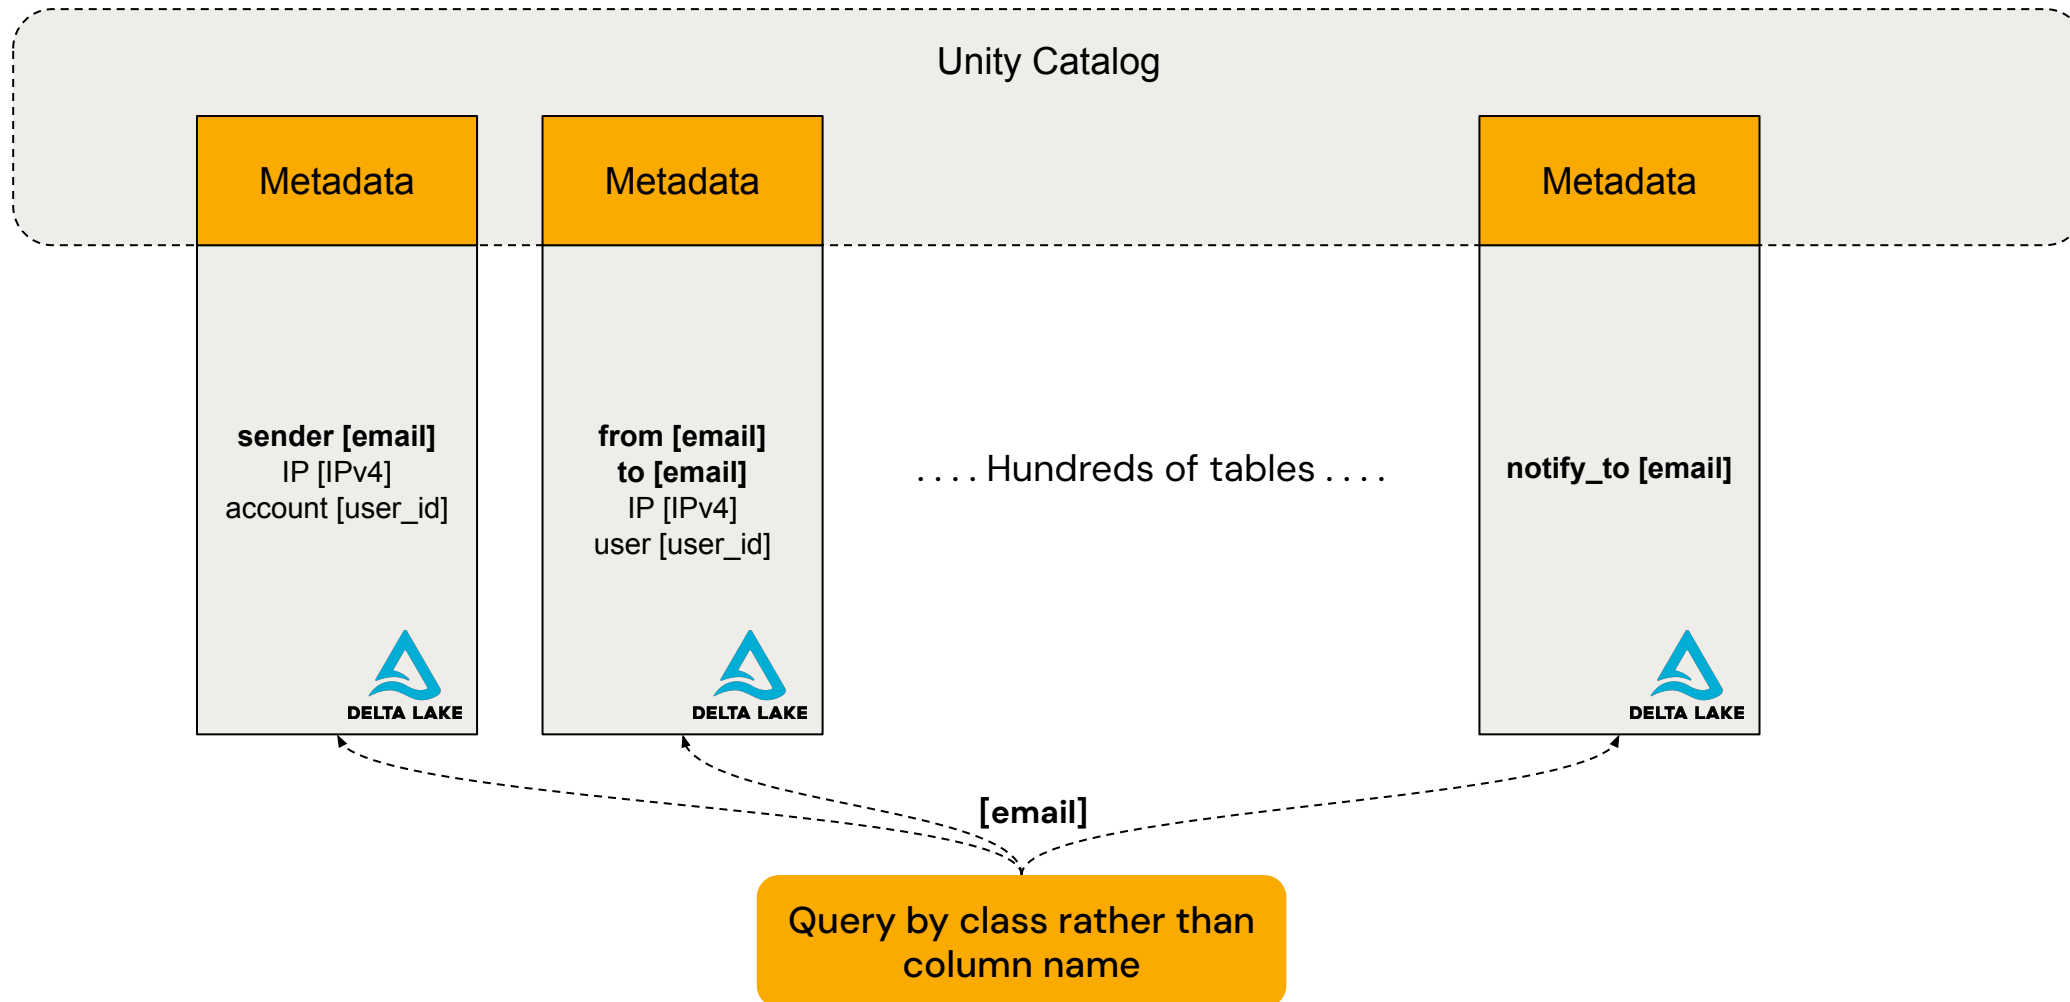 Unity Catalog
Metadata
Metadata
Metadata
sender [email]
IP [IPv4]
account [user_id]
DELTA LAKE
from [email]
to [email]
IP [IPv4]
user [user_id]
DELTA LAKE
. . . . Hundreds of tables . . . .
notify_to [email]
DELTA LAKE
[email]
Query by class rather than
column name